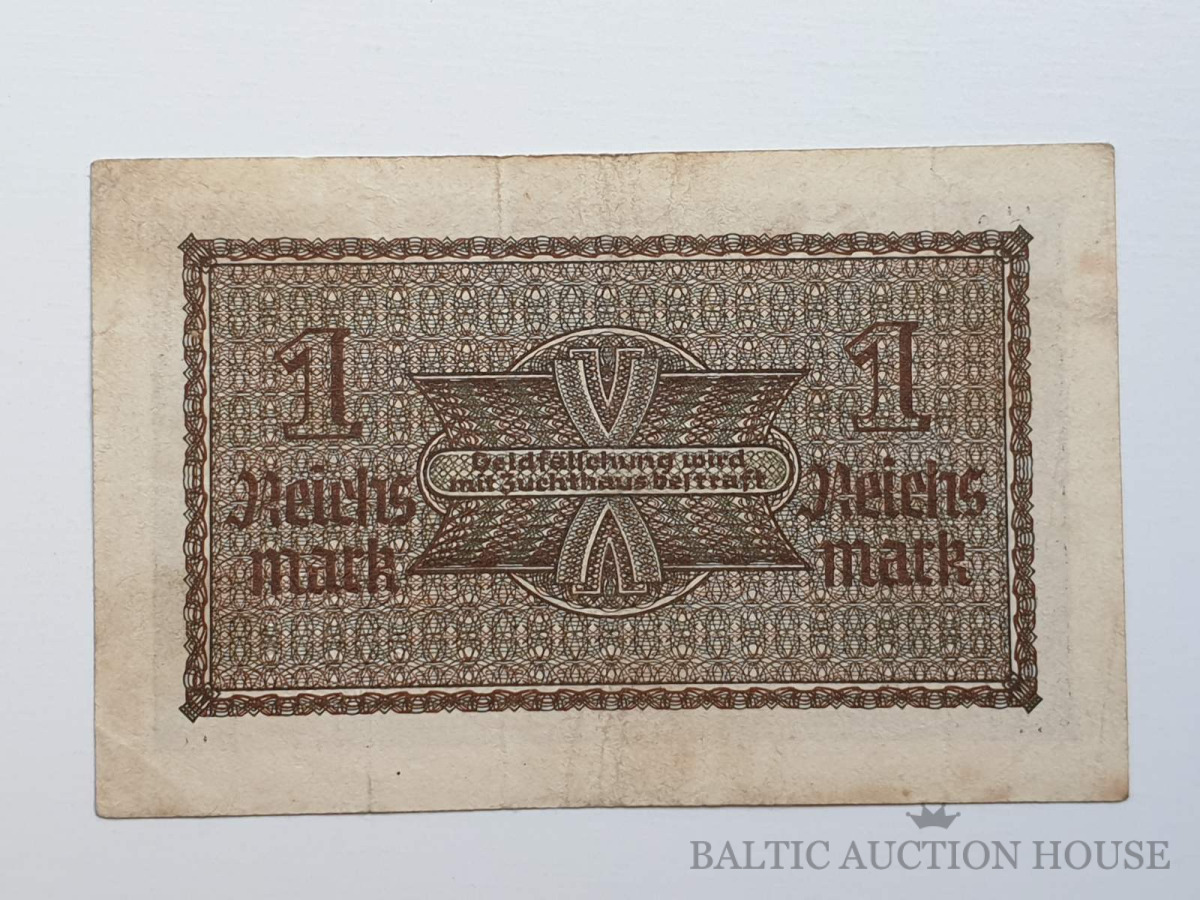 1
1
V
Geldfälschung wird
mit Zuchthaus bestraft
Reichs
mark
Reichs
mark
V
BALTIC AUCTION HOUSE